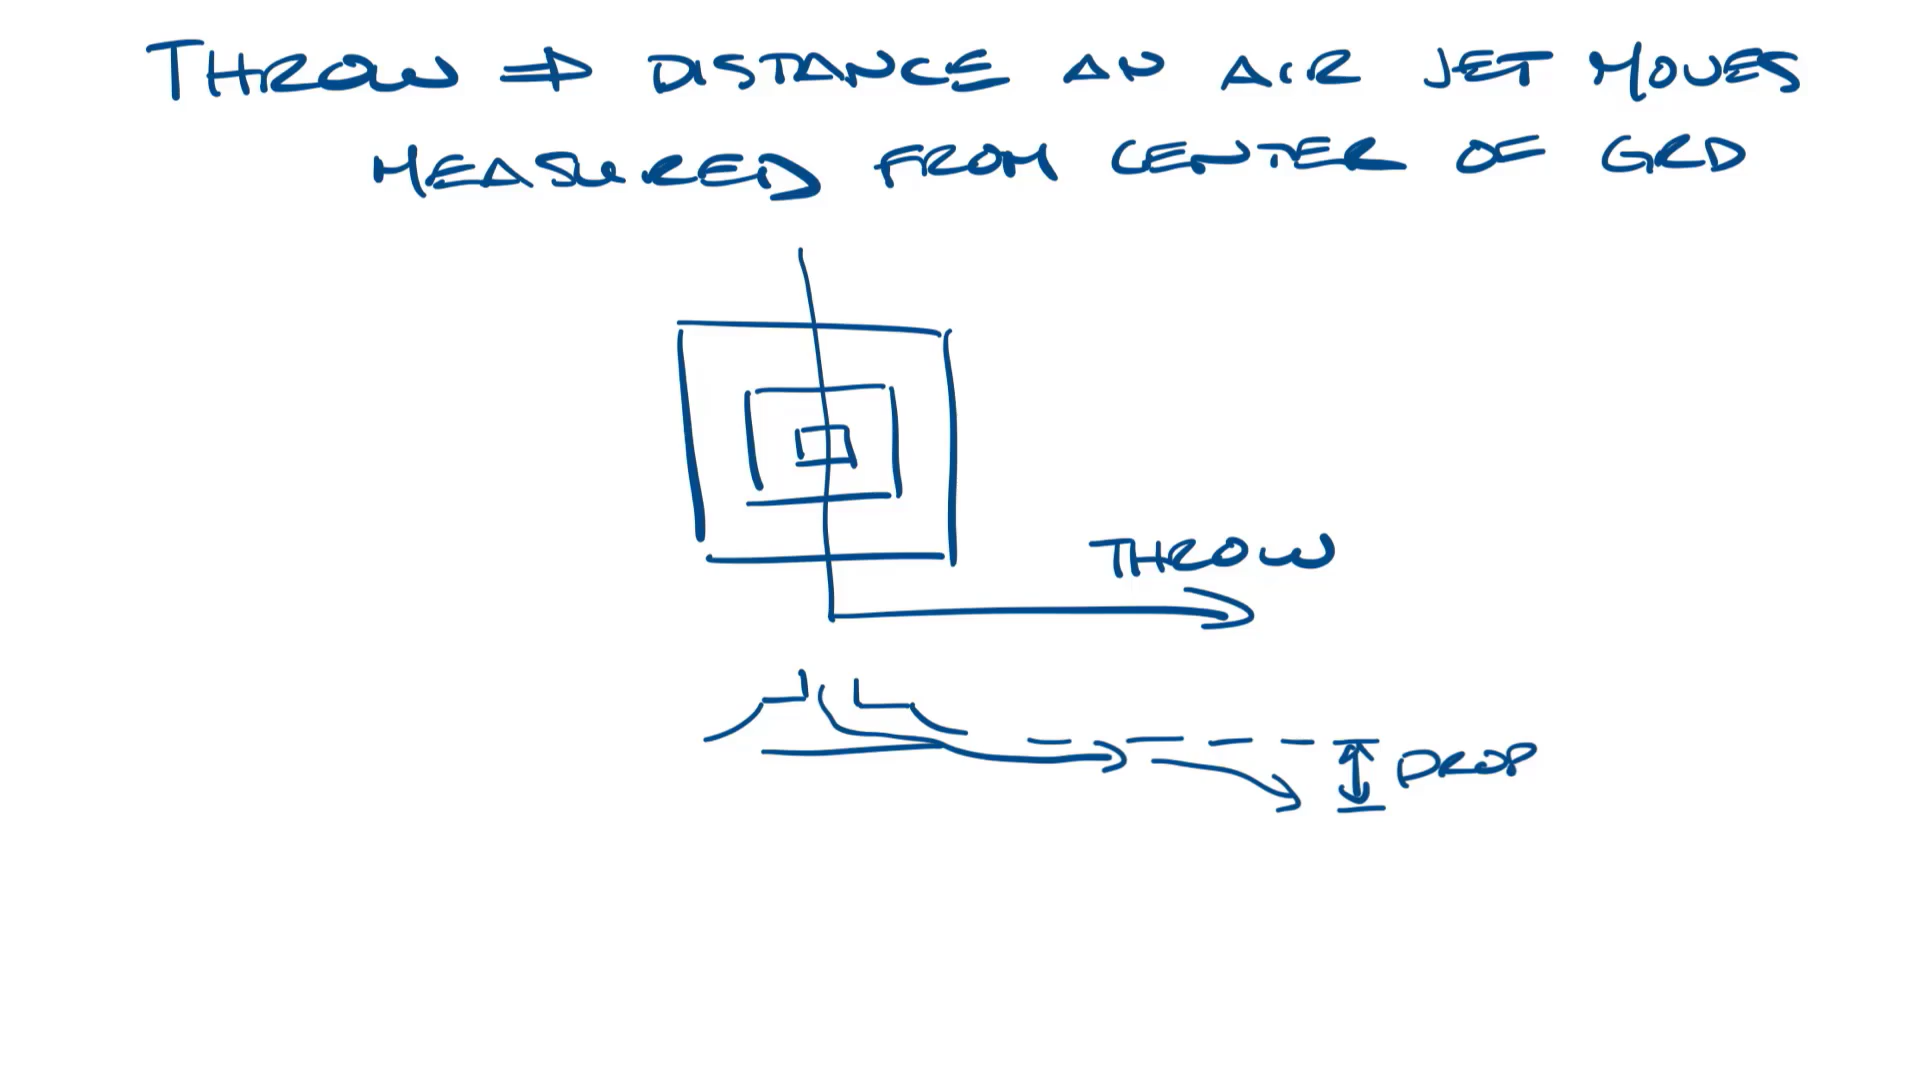 THROW ⇒ DISTANCE AN AIR JET MOVES
MEASURED FROM CENTER OF GRD
THROW
DROP